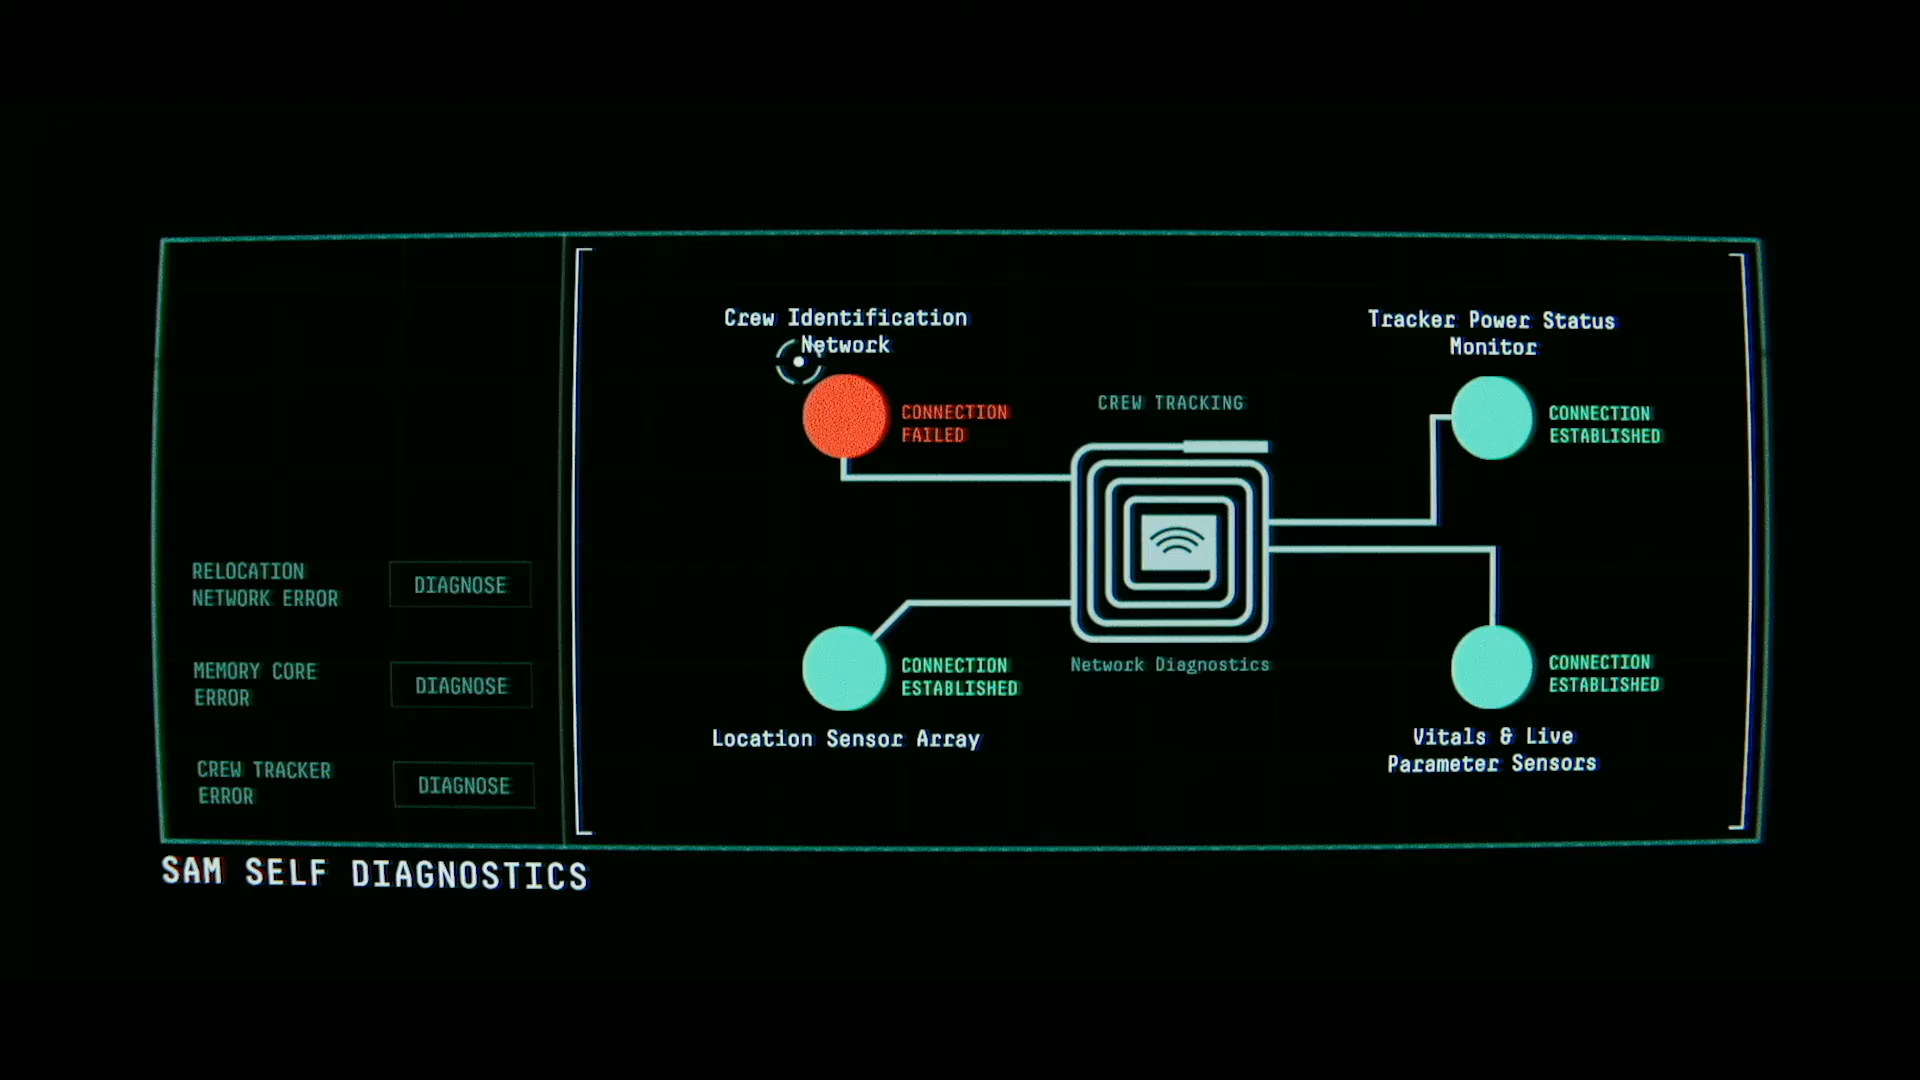 Crew Identification
Network
CONNECTION
FAILED
Tracker Power Status
Monitor
CONNECTION
ESTABLISHED
CREW TRACKING
Network Diagnostics
CONNECTION
ESTABLISHED
Location Sensor Array
CONNECTION
ESTABLISHED
Vitals & Live
Parameter Sensors
RELOCATION
NETWORK ERROR
DIAGNOSE
MEMORY CORE
ERROR
DIAGNOSE
CREW TRACKER
ERROR
DIAGNOSE
SAM SELF DIAGNOSTICS